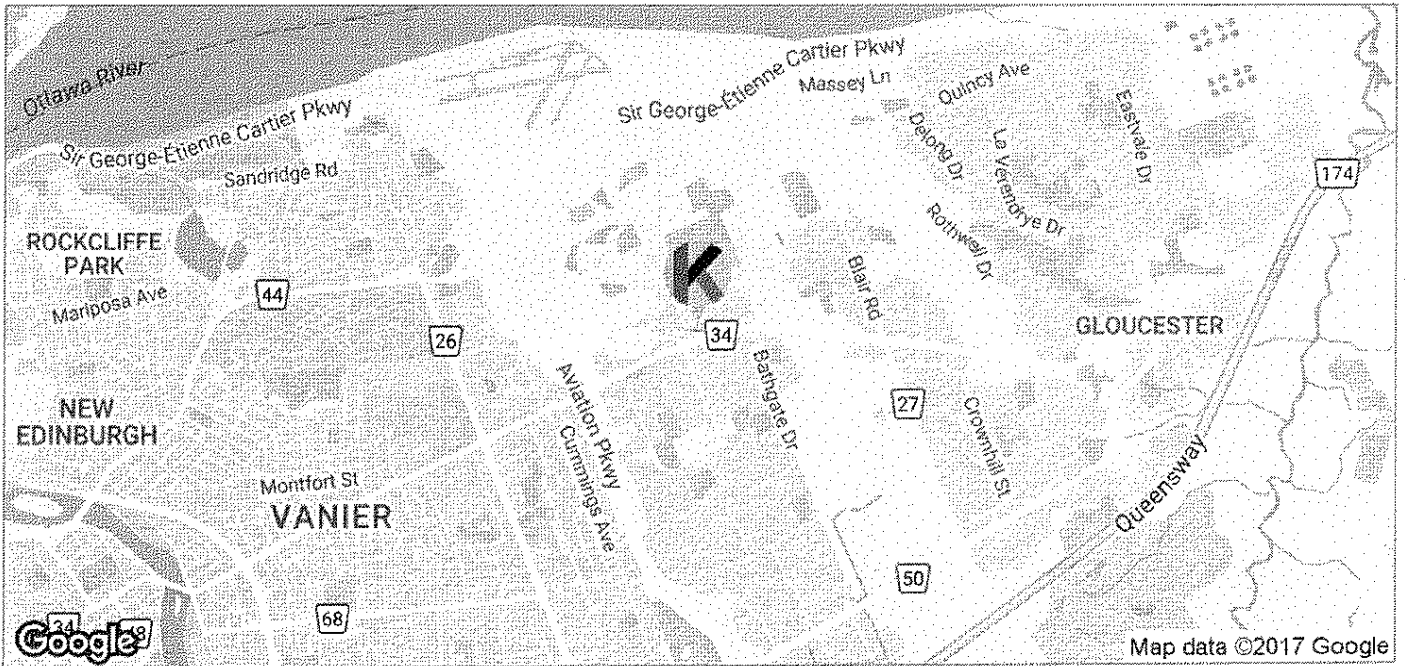 Ottawa River
Sir George-Étienne Cartier Pkwy
Massey Ln
Quincy Ave
Eastvale Dr
Sir George-Étienne Cartier Pkwy
Sandridge Rd
Delong Dr
La Verendrye Dr
174
ROCKCLIFFE
PARK
Rothwell Dr
K
Mariposa Ave
44
Blair Rd
26
34
GLOUCESTER
NEW
EDINBURGH
Aviation Pkwy
Bathgate Dr
27
Crownhill St
Cummings Ave
Montfort St
VANIER
Queensway
50
68
34
Google
Map data ©2017 Google